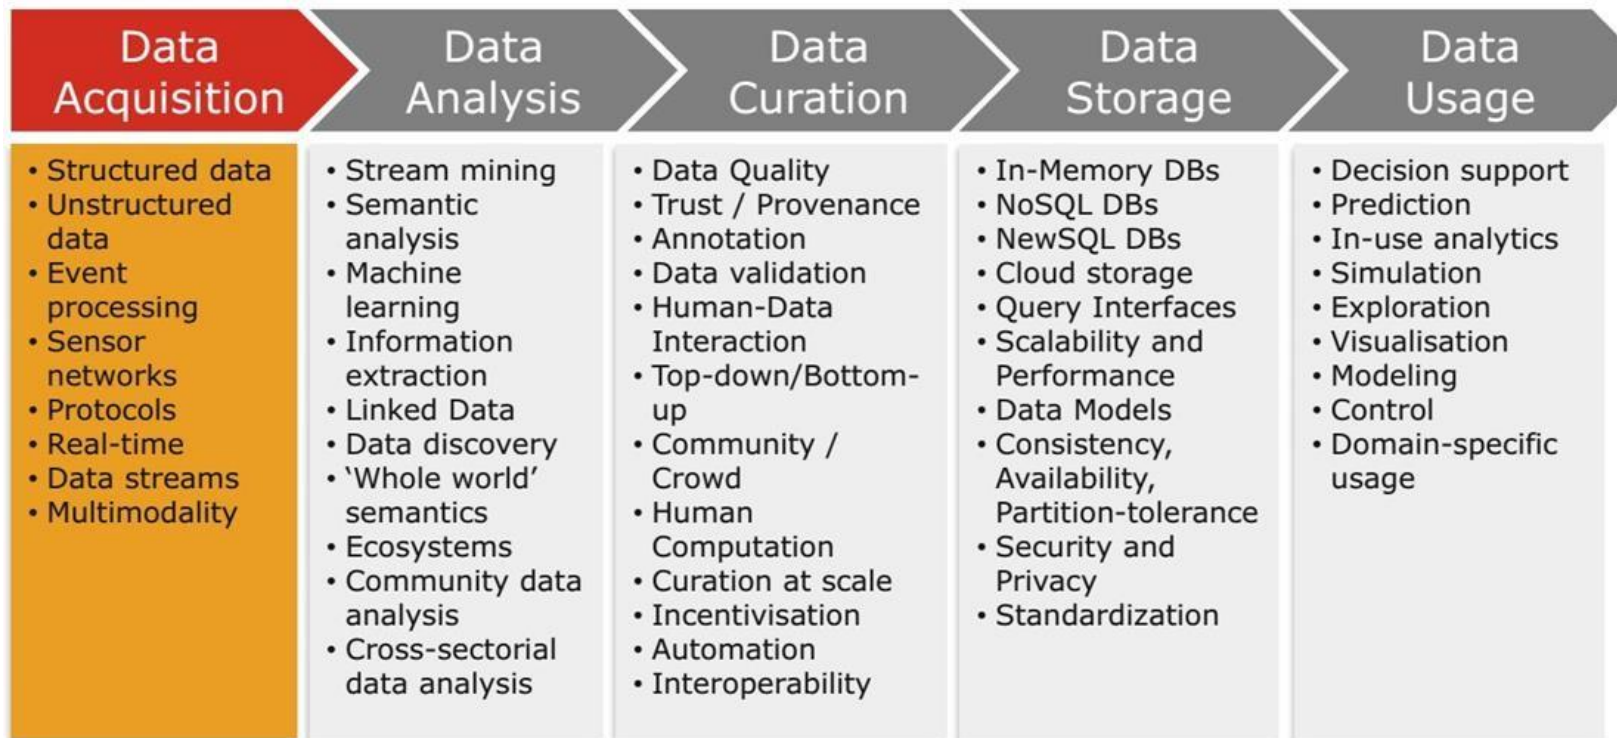 Data
Acquisition
Data
Analysis
Data
Curation
Data
Storage
Data
Usage
• Structured data
• Unstructured
data
• Event
processing
• Sensor
networks
• Protocols
• Real-time
• Data streams
• Multimodality
• Stream mining
• Semantic
analysis
• Machine
learning
• Information
extraction
• Linked Data
• Data discovery
• ‘Whole world’
semantics
• Ecosystems
• Community data
analysis
• Cross-sectorial
data analysis
• Data Quality
• Trust / Provenance
• Annotation
• Data validation
• Human-Data
Interaction
• Top-down/Bottom-
up
• Community /
Crowd
• Human
Computation
• Curation at scale
• Incentivisation
• Automation
• Interoperability
• In-Memory DBs
• NoSQL DBs
• NewSQL DBs
• Cloud storage
• Query Interfaces
• Scalability and
Performance
• Data Models
• Consistency,
Availability,
Partition-tolerance
• Security and
Privacy
• Standardization
• Decision support
• Prediction
• In-use analytics
• Simulation
• Exploration
• Visualisation
• Modeling
• Control
• Domain-specific
usage